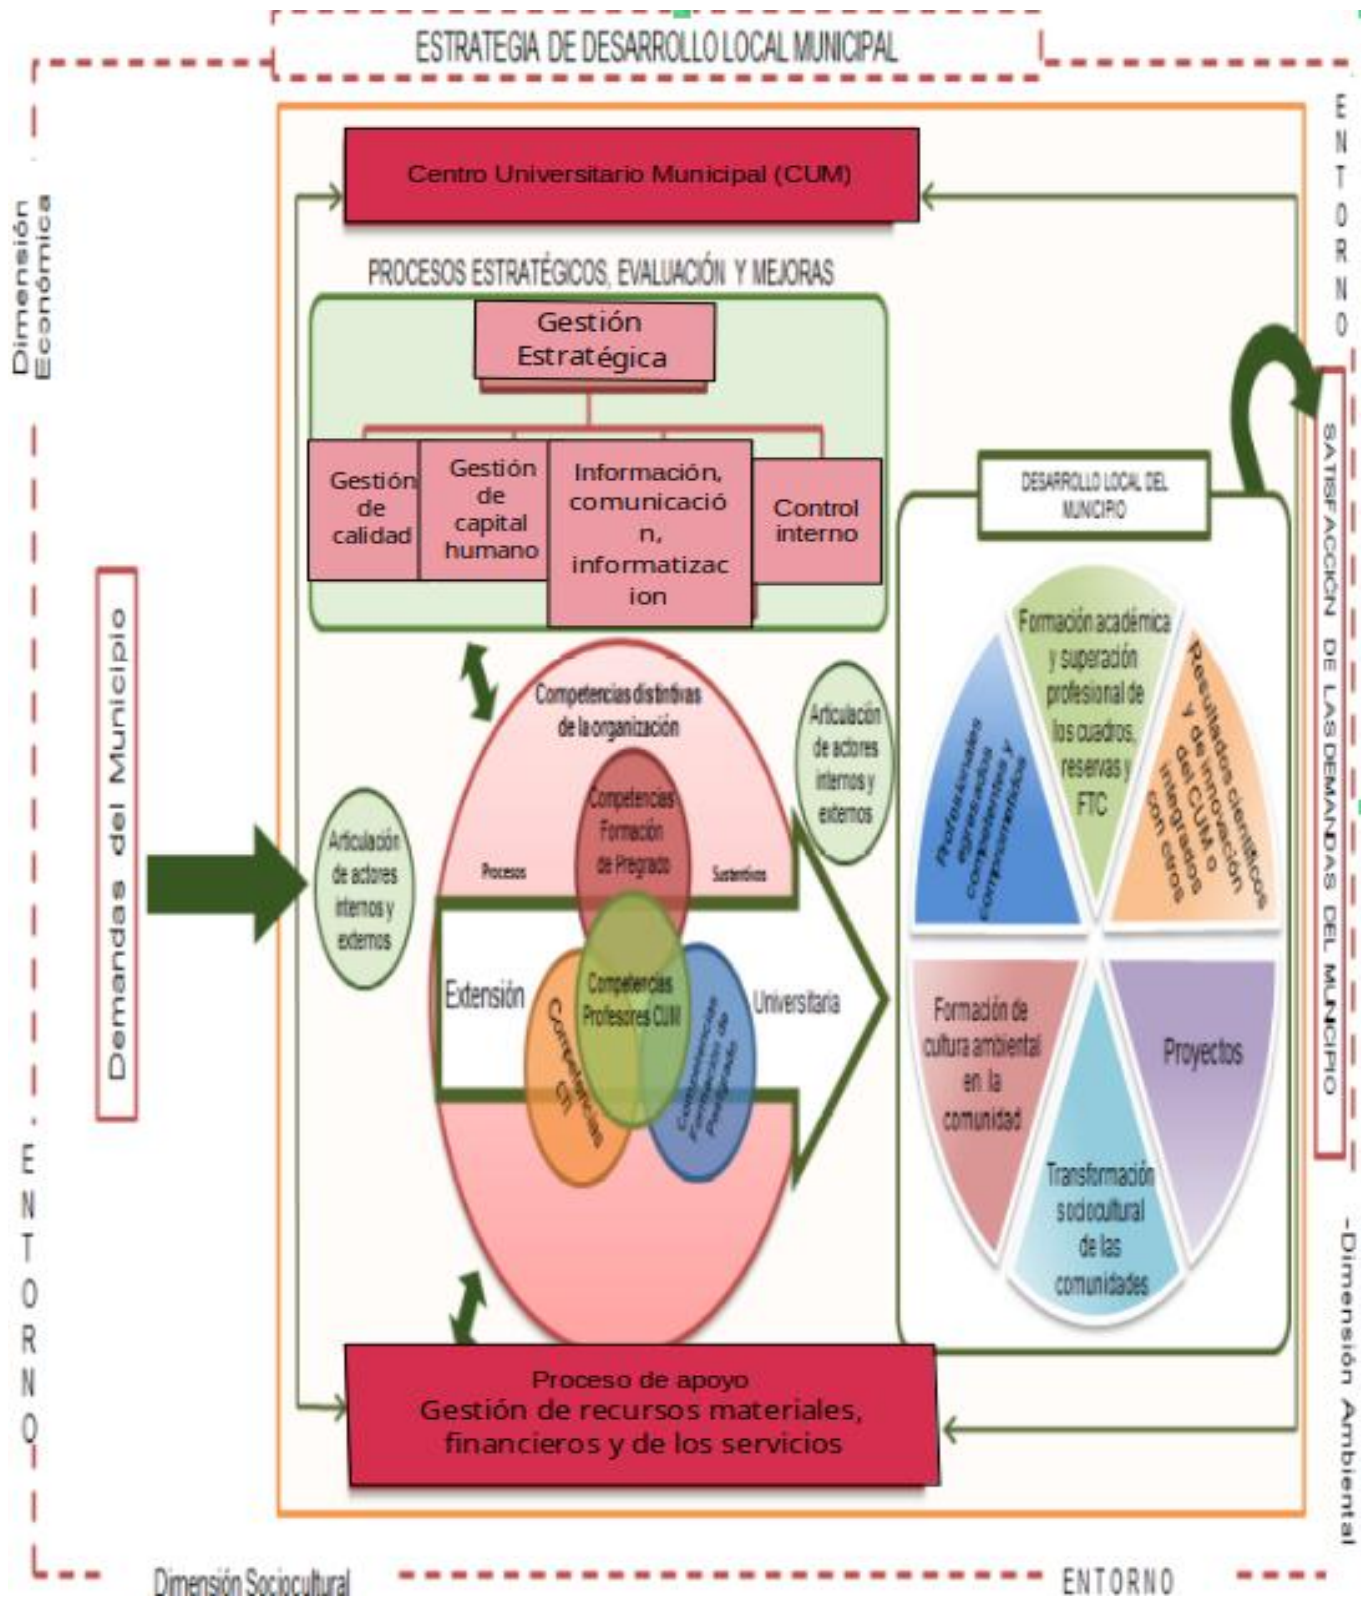 ESTRATEGIA DE DESARROLLO LOCAL MUNICIPAL
ENTORNO
Dimensión
Económica
Centro Universitario Municipal (CUM)
PROCESOS ESTRATÉGICOS, EVALUACIÓN Y MEJORAS
Gestión
Estratégica
Gestión
de
calidad
Gestión
de
capital
humano
Información,
comunicació
n,
informatizac
ion
Control
interno
Demandas del Municipio
Articulación
de actores
internos y
externos
Competencias distintivas
de la organización
Competencias
Formación
de Pregrado
Procesos
Sustantivos
Extensión
Universitaria
Competencias
Profesores CUM
Competencias
CTI
Competencias
Formación de
Postgrado
Articulación
de actores
internos y
externos
DESARROLLO LOCAL DEL
MUNICIPIO
Formación académica
y superación
profesional de
los cuadros,
reservas y
FTC
Resultados científicos
y de innovación
del CUM o
integrados
con otros
Profesionales
egresados
competentes y
comprometidos
Formación de
cultura ambiental
en la
comunidad
Proyectos
Transformación
sociocultural
de las
comunidades
SATISFACCIÓN DE LAS DEMANDAS DEL MUNICIPIO
Proceso de apoyo
Gestión de recursos materiales,
financieros y de los servicios
ENTORNO
-Dimensión Ambiental
Dimensión Sociocultural
ENTORNO